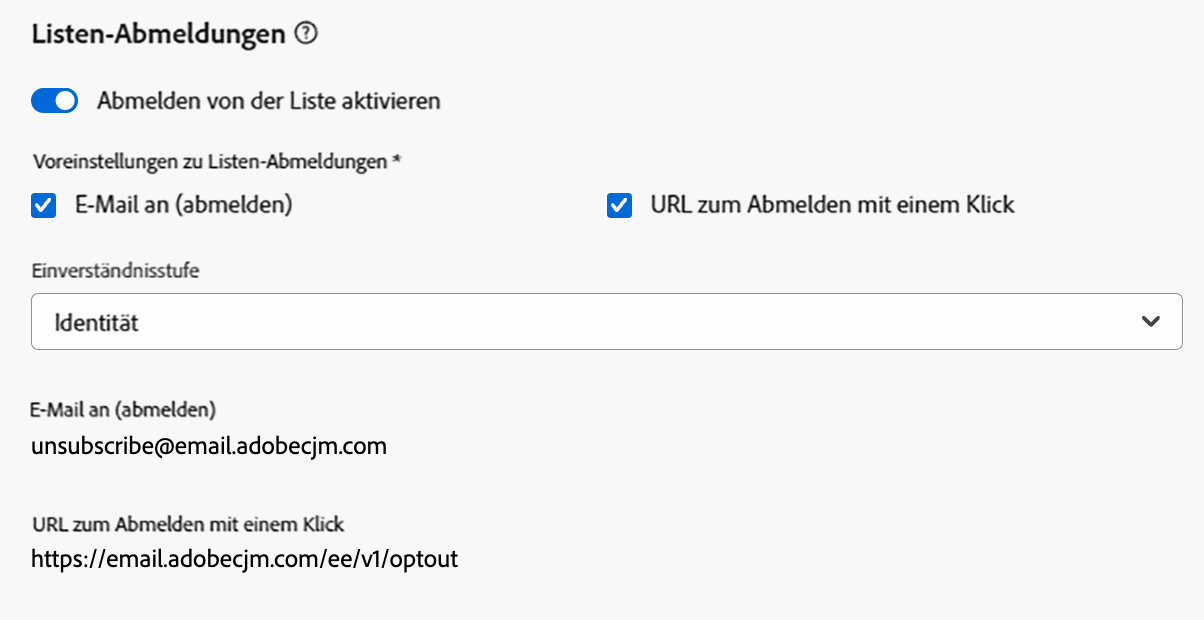 Listen-Abmeldungen
Abmelden von der Liste aktivieren
Voreinstellungen zu Listen-Abmeldungen *
E-Mail an (abmelden) URL zum Abmelden mit einem Klick
Einverständnisstufe
Identität
E-Mail an (abmelden)
unsubscribe@email.adobecjm.com
URL zum Abmelden mit einem Klick
https://email.adobecjm.com/ee/v1/optout